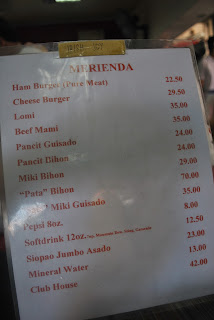 MERIENDA
Ham Burger (Pure Meat) 22.50
Cheese Burger 29.50
Lomi 35.00
Beef Mami 35.00
Pancit Guisado 24.00
Pancit Bihon 24.00
Miki Bihon 29.00
"Pata" Bihon 70.00
Miki Guisado 35.00
Pepsi 8oz. 8.00
Softdrink 12oz. 12.50
Siopao Jumbo Asado 23.00
Mineral Water 13.00
Club House 42.00